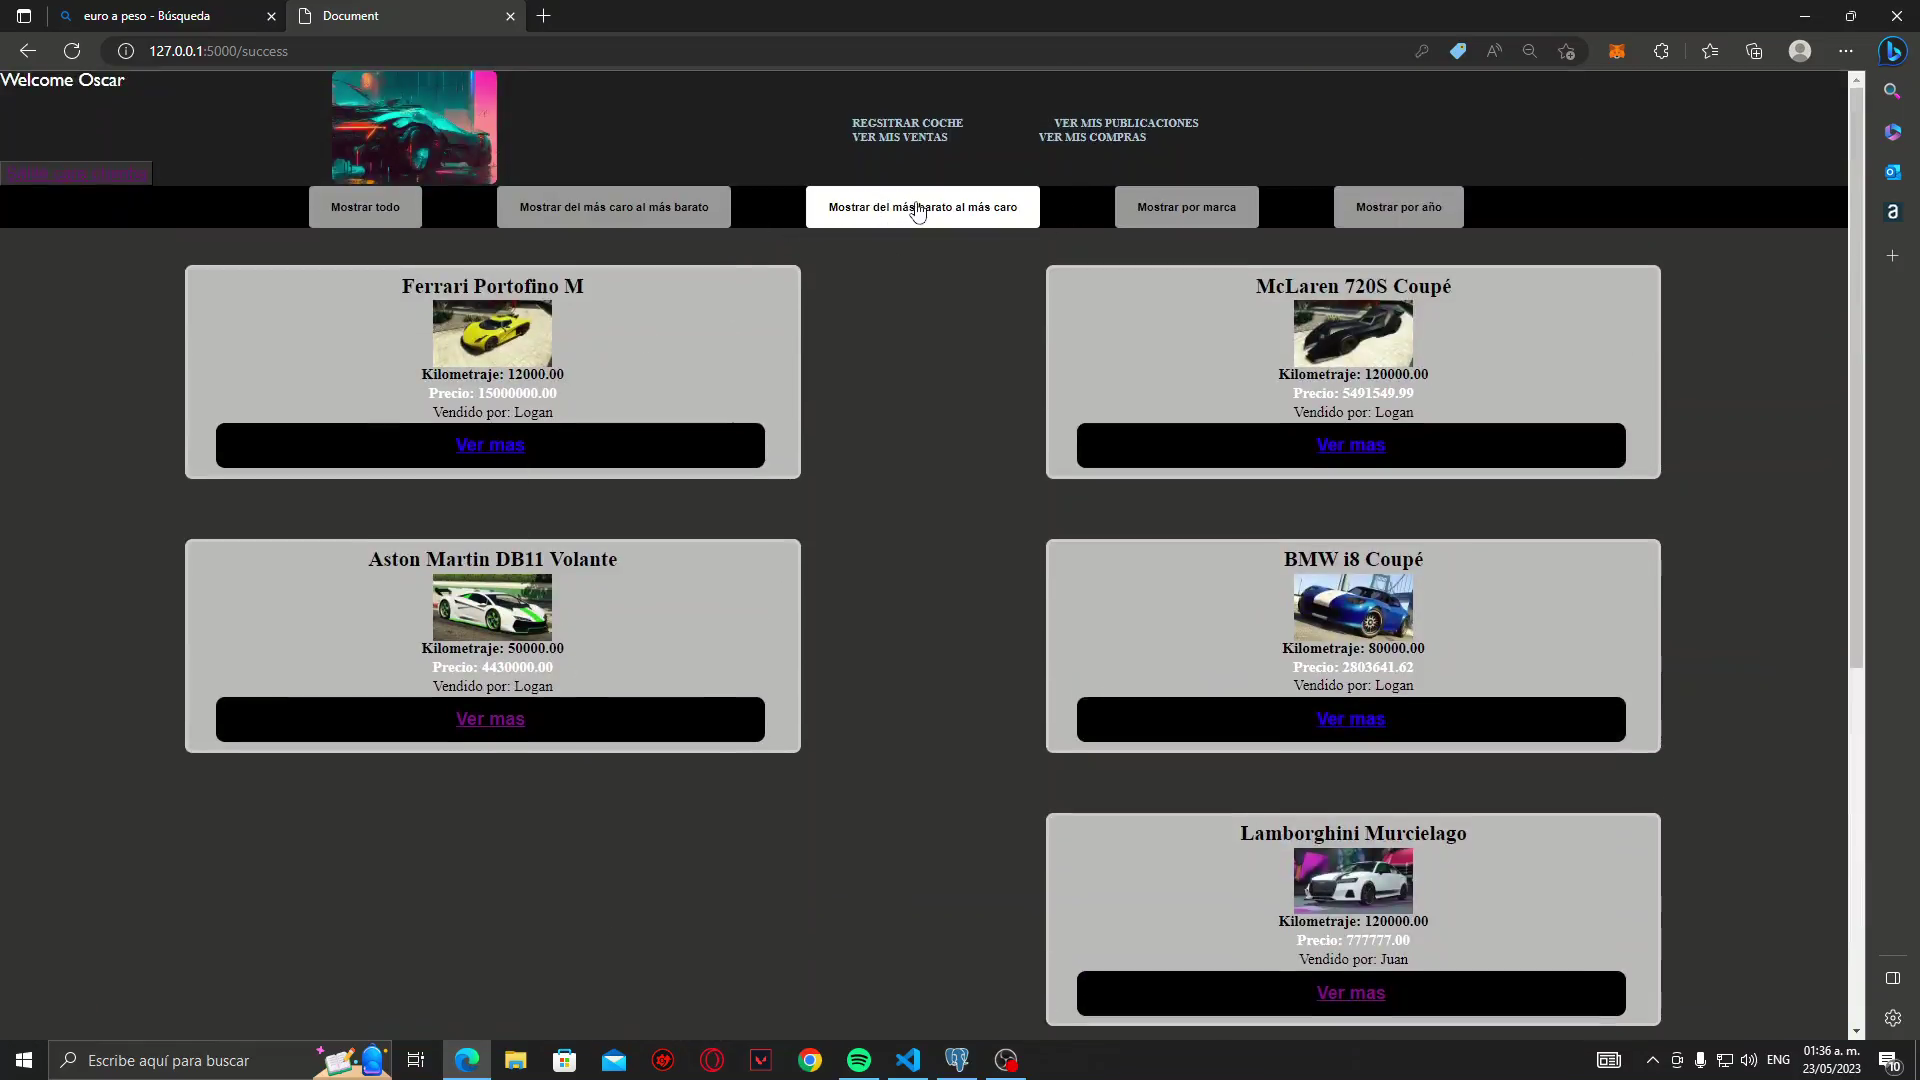 euro a peso - Búsqueda
Document
127.0.0.1:5000/success
Welcome Oscar
REGSITRAR COCHE
VER MIS PUBLICACIONES
VER MIS VENTAS
VER MIS COMPRAS
Mostrar todo
Mostrar del más caro al más barato
Mostrar del más barato al más caro
Mostrar por marca
Mostrar por año
Ferrari Portofino M
Kilometraje: 12000.00
Precio: 15000000.00
Vendido por: Logan
Ver mas
McLaren 720S Coupé
Kilometraje: 120000.00
Precio: 5491549.99
Vendido por: Logan
Ver mas
Aston Martin DB11 Volante
Kilometraje: 50000.00
Precio: 4430000.00
Vendido por: Logan
Ver mas
BMW i8 Coupé
Kilometraje: 80000.00
Precio: 2803641.62
Vendido por: Logan
Ver mas
Lamborghini Murcielago
Kilometraje: 120000.00
Precio: 777777.00
Vendido por: Juan
Ver mas
Escribe aquí para buscar
ENG
01:36 a. m.
23/05/2023
10